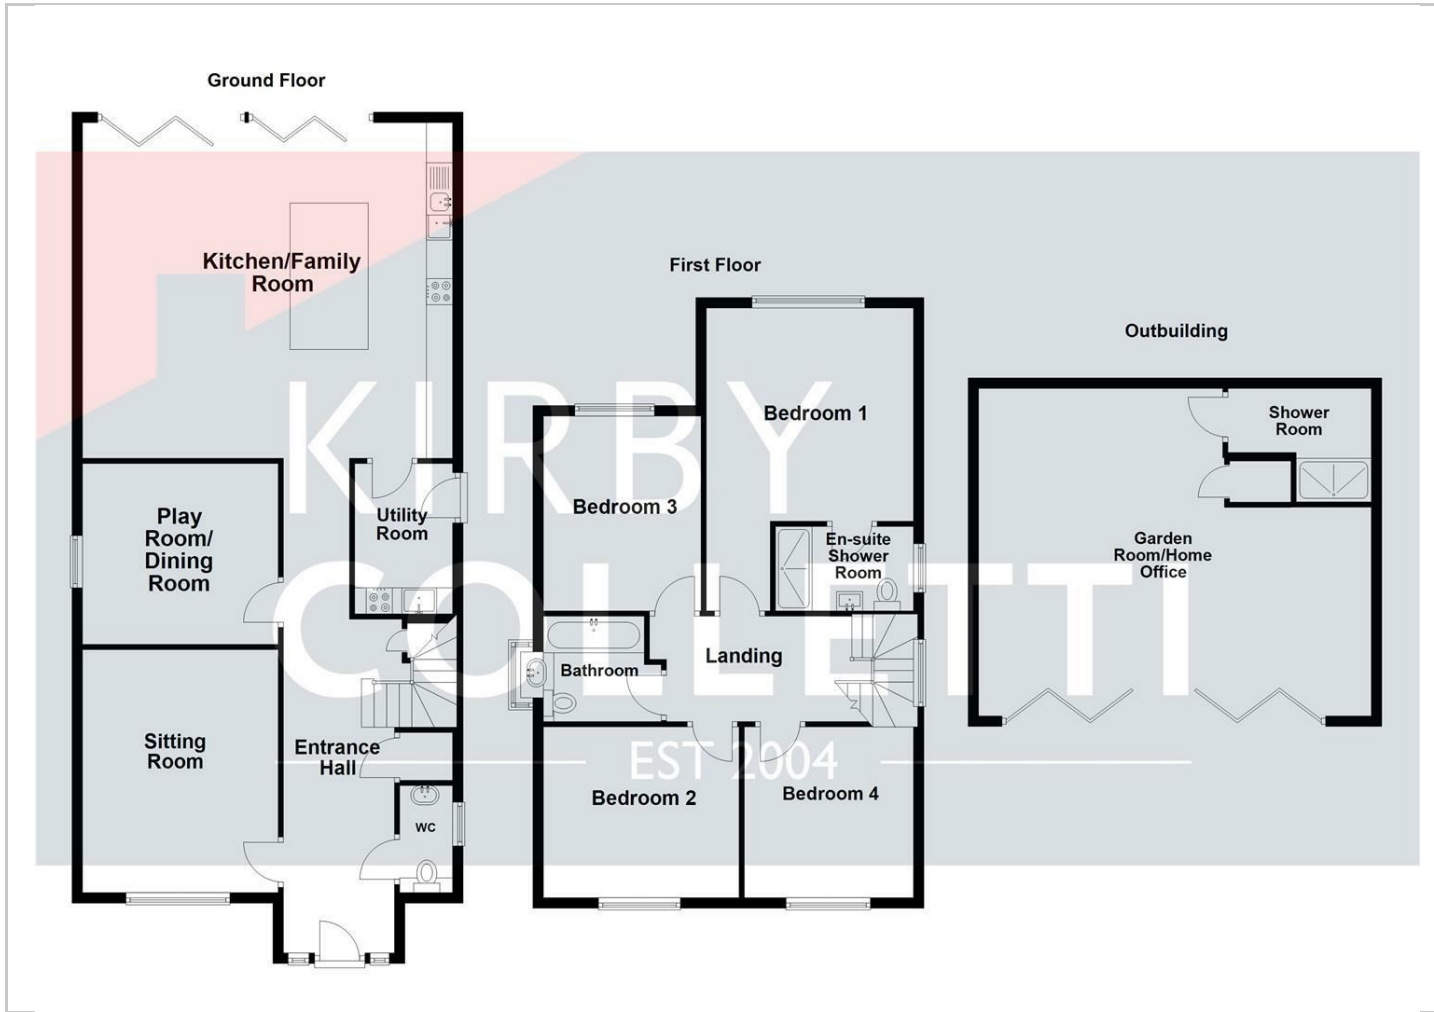 Ground Floor
Kitchen/Family
Room
Play
Room/
Dining
Room
Utility
Room
Sitting
Room
Entrance
Hall
WC
First Floor
Bedroom 1
Bedroom 3
En-suite
Shower
Room
Bathroom
Landing
Bedroom 2
Bedroom 4
Outbuilding
Shower
Room
Garden
Room/Home
Office
KIRBY
COLLETTI
EST 2004